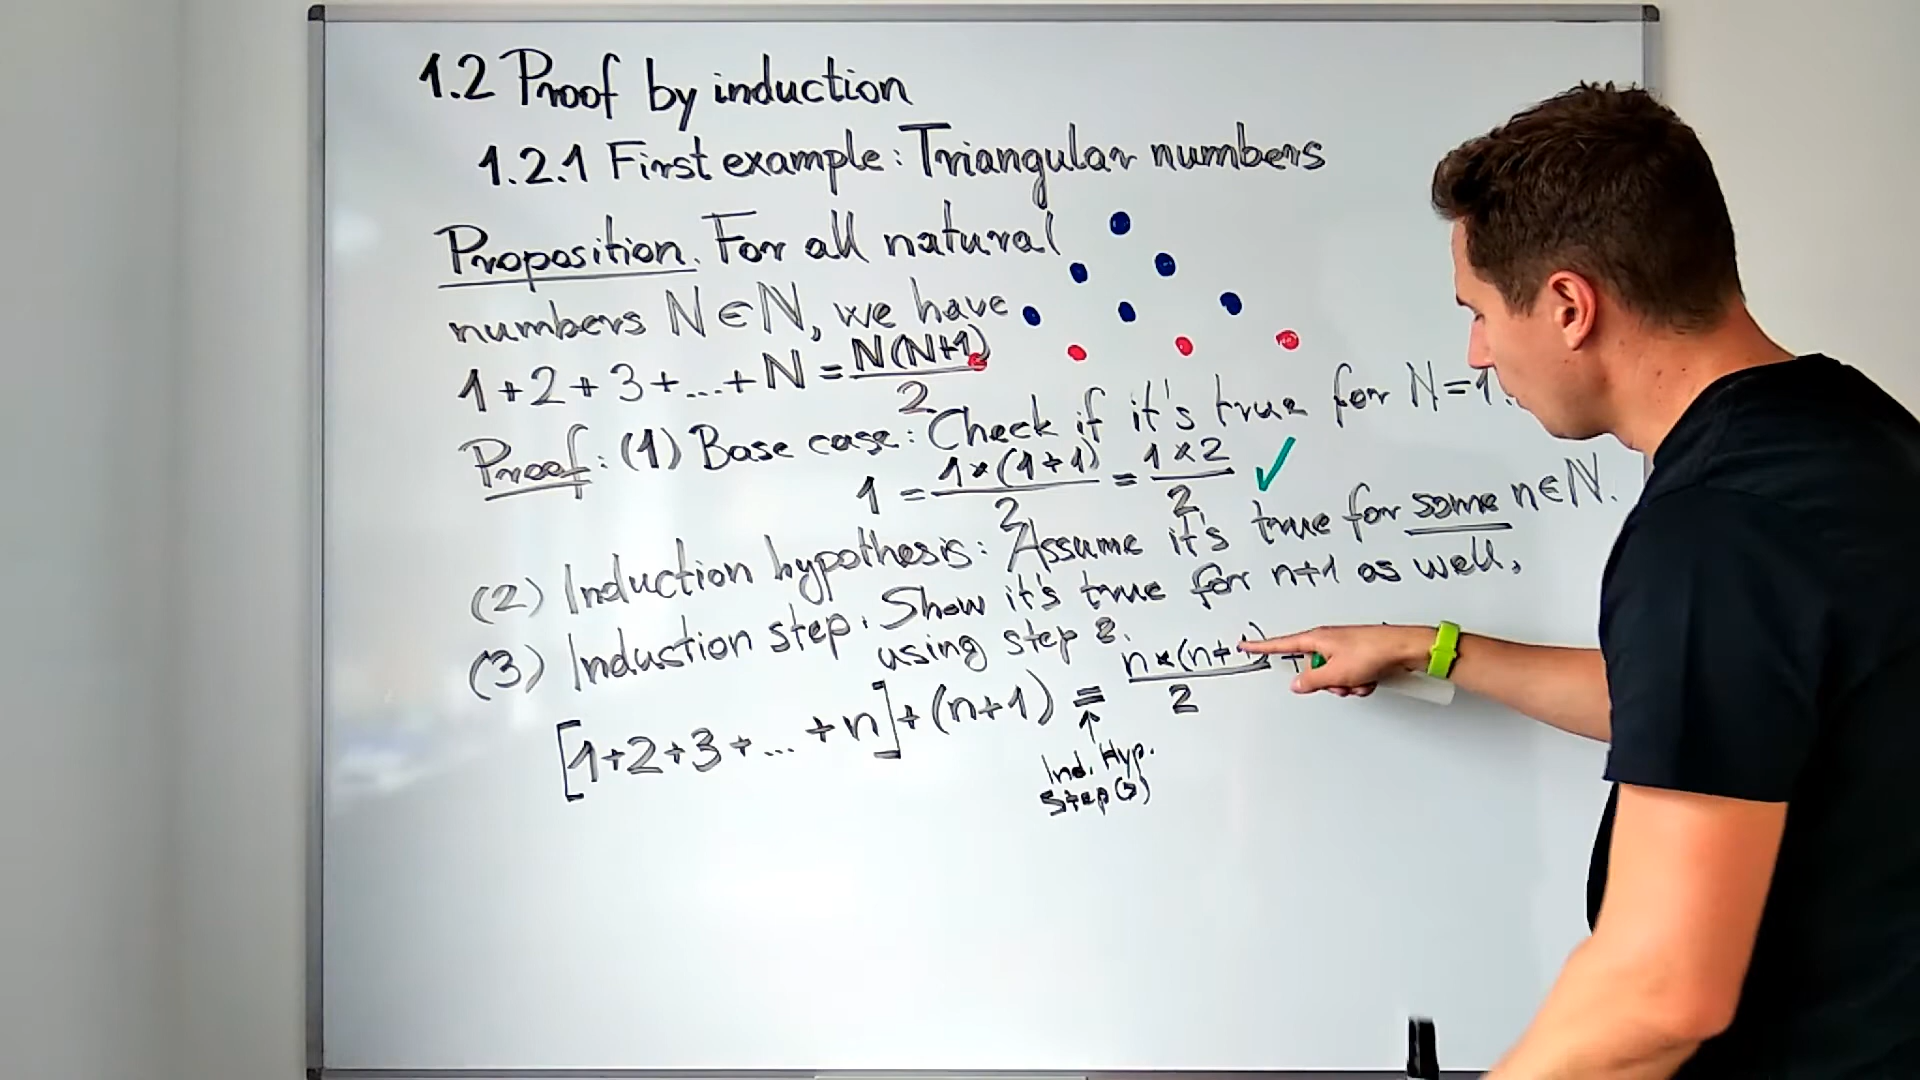 1.2 Proof by induction
1.2.1 First example: Triangular numbers
Proposition. For all natural
numbers N∈ℕ, we have
1+2+3+...+N = N(N+1)/2
Proof: (1) Base case: Check if it's true for N=1.
1 = 1×(1+1)/2 = 1×2/2 ✓
(2) Induction hypothesis: Assume it's true for some n∈ℕ.
(3) Induction step. Show it's true for n+1 as well,
using step 2.
[1+2+3+...+n]+(n+1) = n×(n+1)/2 +
↑
Ind. Hyp.
Step(2)